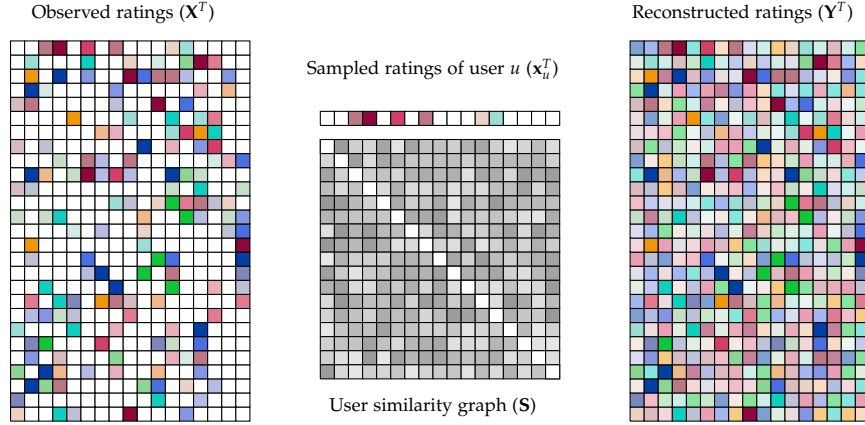 Observed ratings (X^T)
Reconstructed ratings (Y^T)
Sampled ratings of user u (x_u^T)
User similarity graph (S)